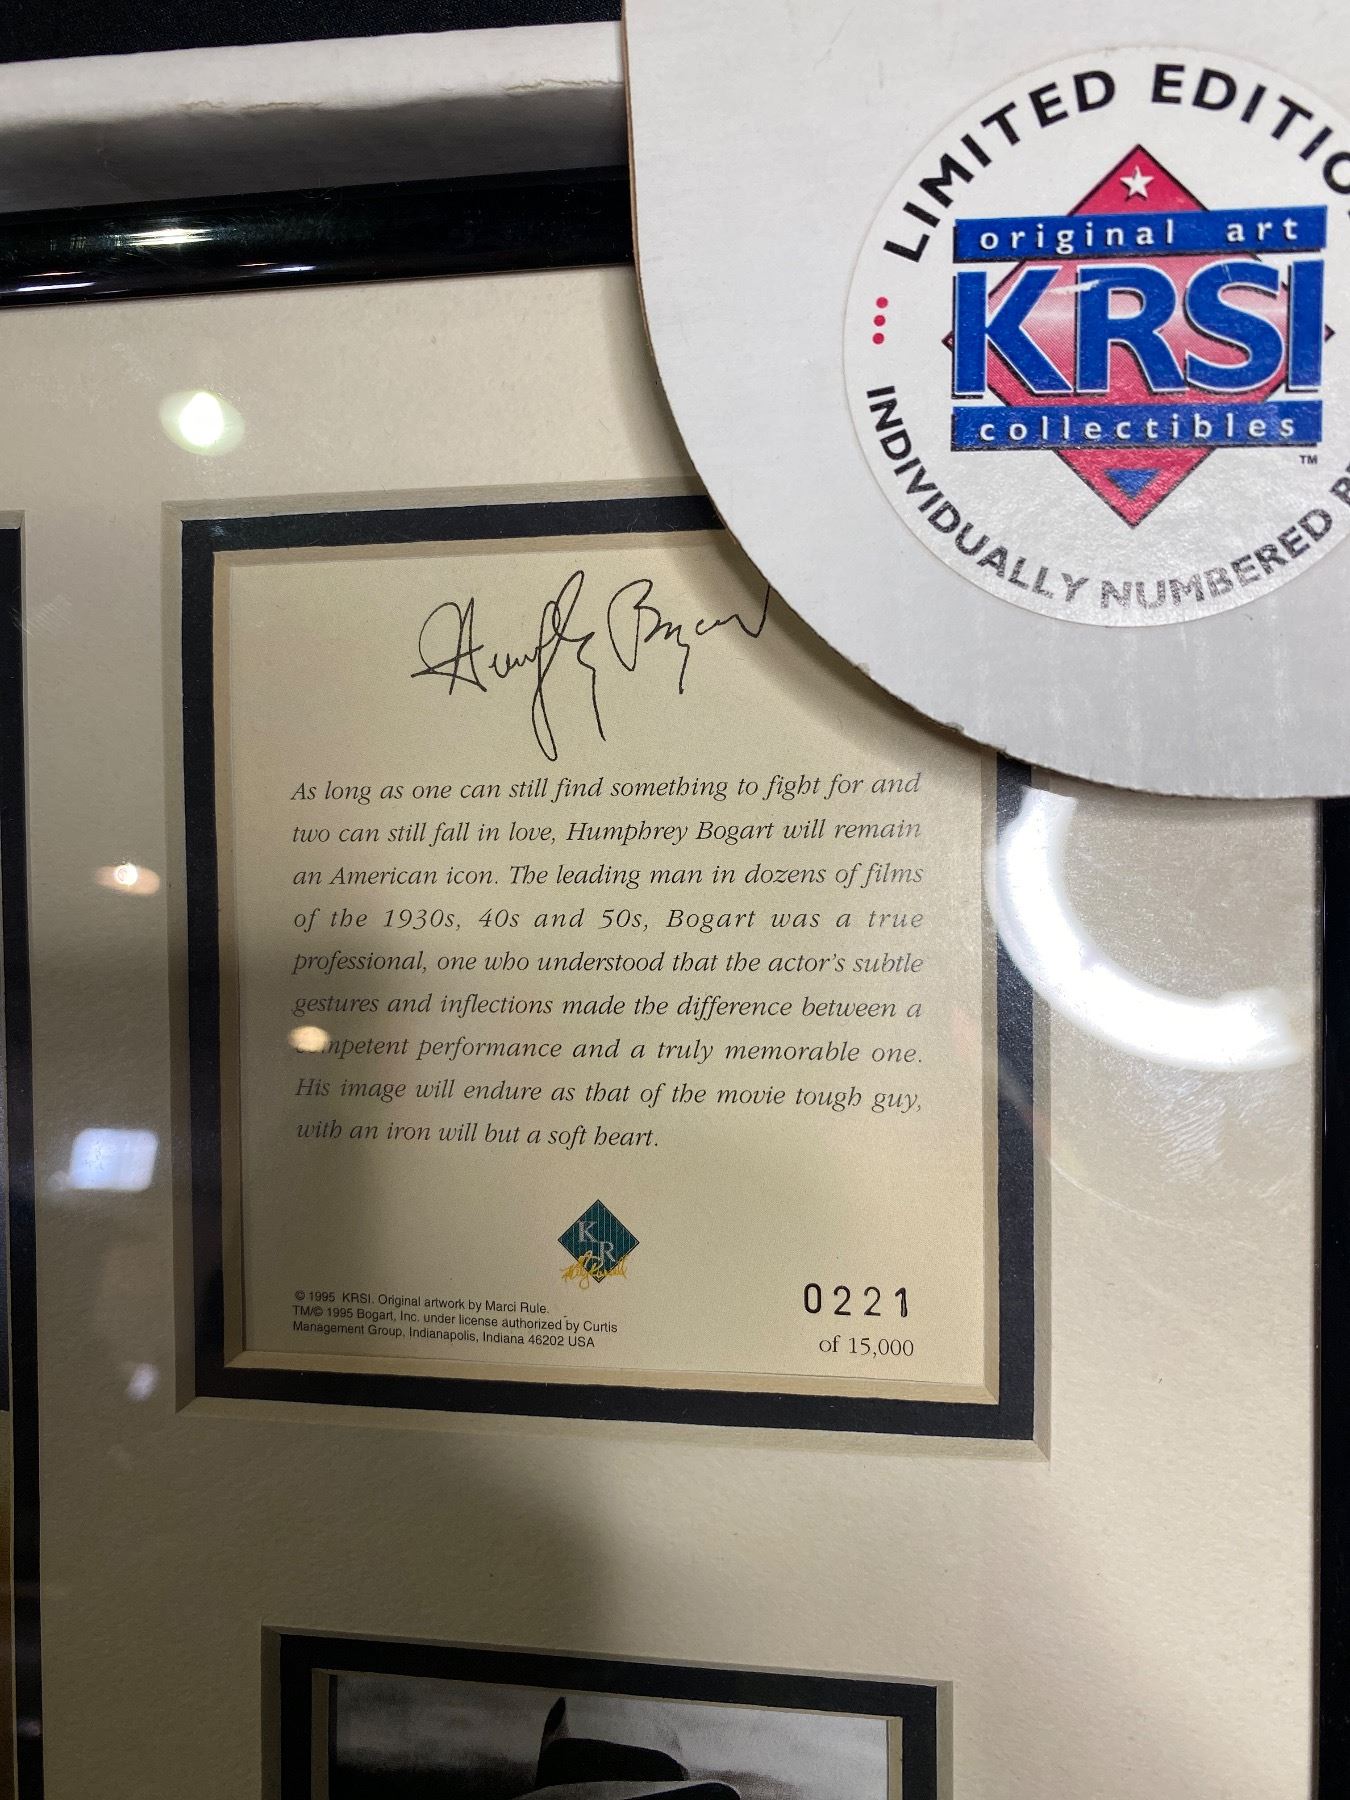 LIMITED EDITIO
original art
KRSI
collectibles
TM
INDIVIDUALLY NUMBERED
Humphrey Bogart
As long as one can still find something to fight for and
two can still fall in love, Humphrey Bogart will remain
an American icon. The leading man in dozens of films
of the 1930s, 40s and 50s, Bogart was a true
professional, one who understood that the actor's subtle
gestures and inflections made the difference between a
competent performance and a truly memorable one.
His image will endure as that of the movie tough guy,
with an iron will but a soft heart.
K
R
© 1995 KRSI. Original artwork by Marci Rule.
TM/© 1995 Bogart, Inc. under license authorized by Curtis
Management Group, Indianapolis, Indiana 46202 USA
0221
of 15,000